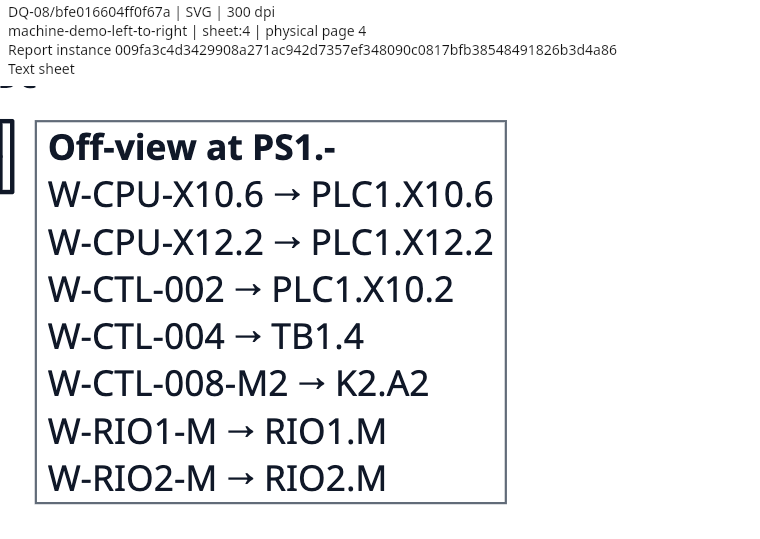 DQ-08/bfe016604ff0f67a | SVG | 300 dpi
machine-demo-left-to-right | sheet:4 | physical page 4
Report instance 009fa3c4d3429908a271ac942d7357ef348090c0817bfb38548491826b3d4a86
Text sheet
Off-view at PS1.-
W-CPU-X10.6 → PLC1.X10.6
W-CPU-X12.2 → PLC1.X12.2
W-CTL-002 → PLC1.X10.2
W-CTL-004 → TB1.4
W-CTL-008-M2 → K2.A2
W-RIO1-M → RIO1.M
W-RIO2-M → RIO2.M